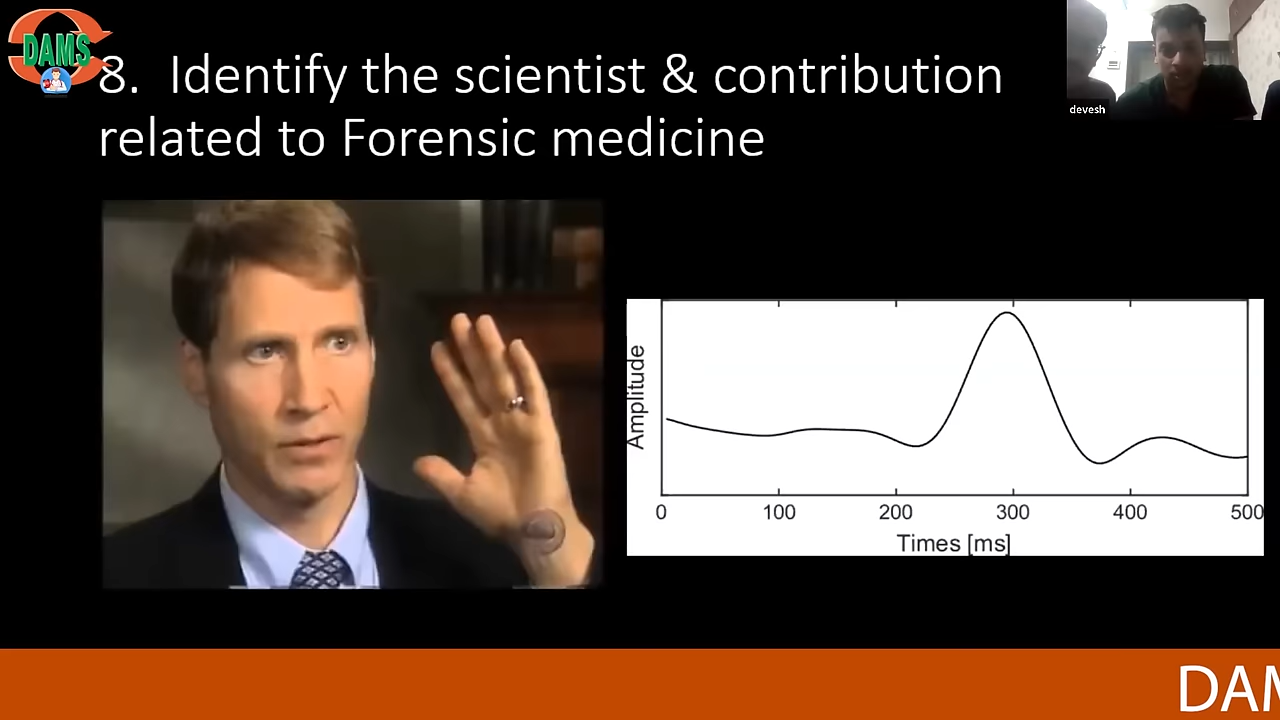 DAMS
8. Identify the scientist & contribution
related to Forensic medicine
devesh
Amplitude
0 100 200 300 400 500
Times [ms]
DAM